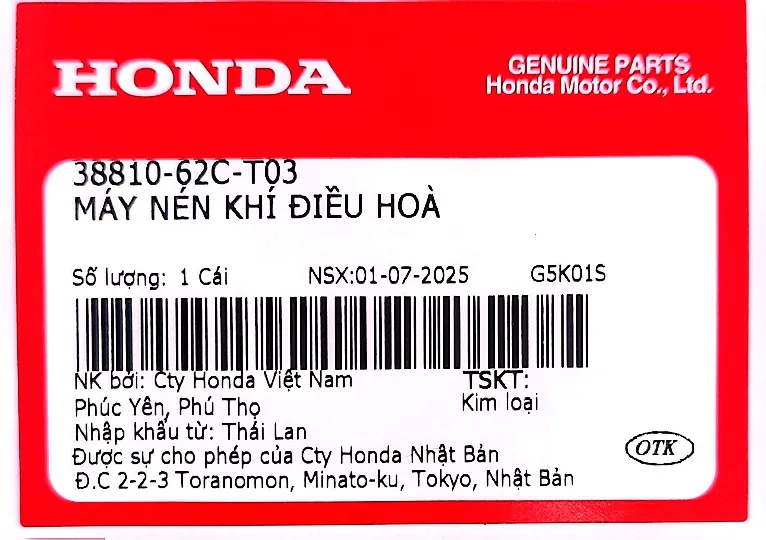 HONDA
GENUINE PARTS
Honda Motor Co., Ltd.
38810-62C-T03
MÁY NÉN KHÍ ĐIỀU HOÀ
Số lượng: 1 Cái NSX:01-07-2025 G5K01S
NK bởi: Cty Honda Việt Nam TSKT:
Phúc Yên, Phú Thọ Kim loại
Nhập khẩu từ: Thái Lan
Được sự cho phép của Cty Honda Nhật Bản
Đ.C 2-2-3 Toranomon, Minato-ku, Tokyo, Nhật Bản
OTK